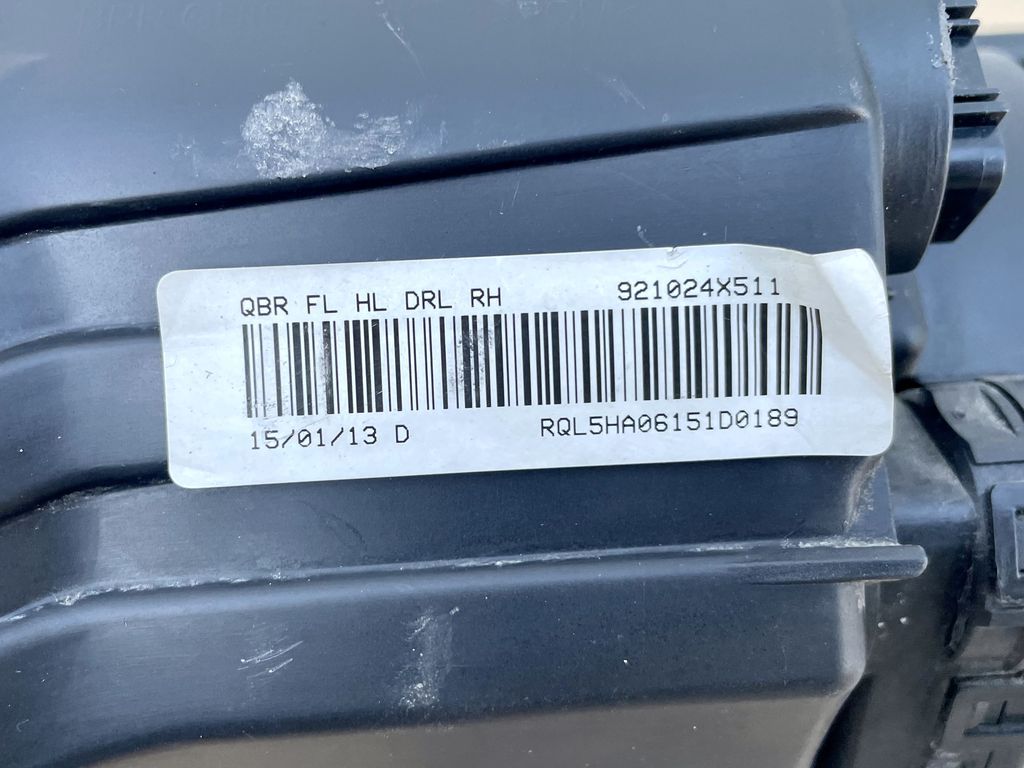 QBR FL HL DRL RH 921024X511
15/01/13 D RQL5HA06151D0189